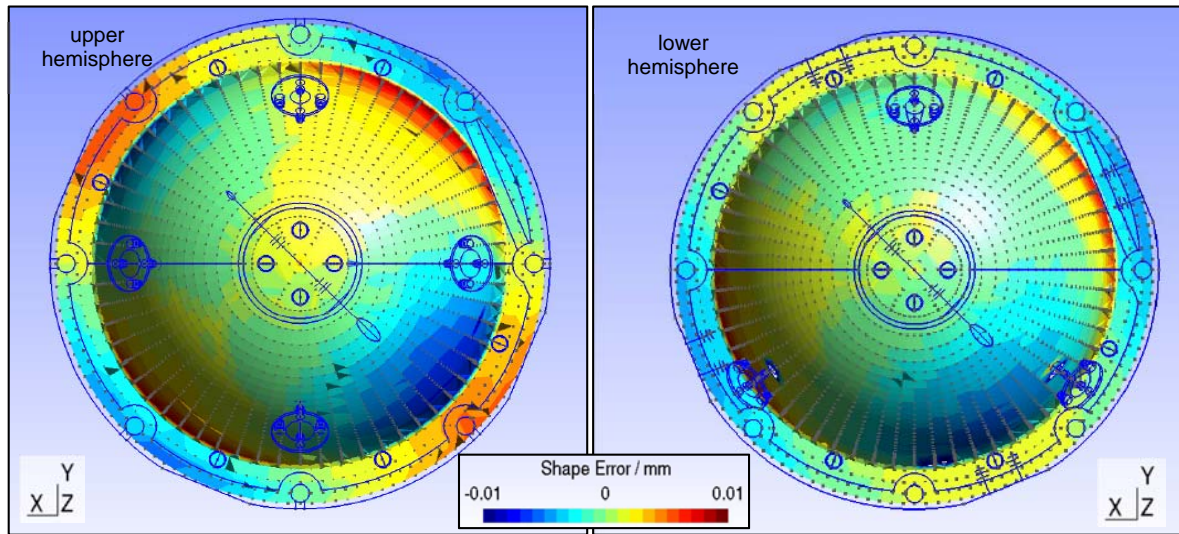 upper
hemisphere
lower
hemisphere
Shape Error / mm
-0.01 0 0.01
Y
X Z
Y
X Z